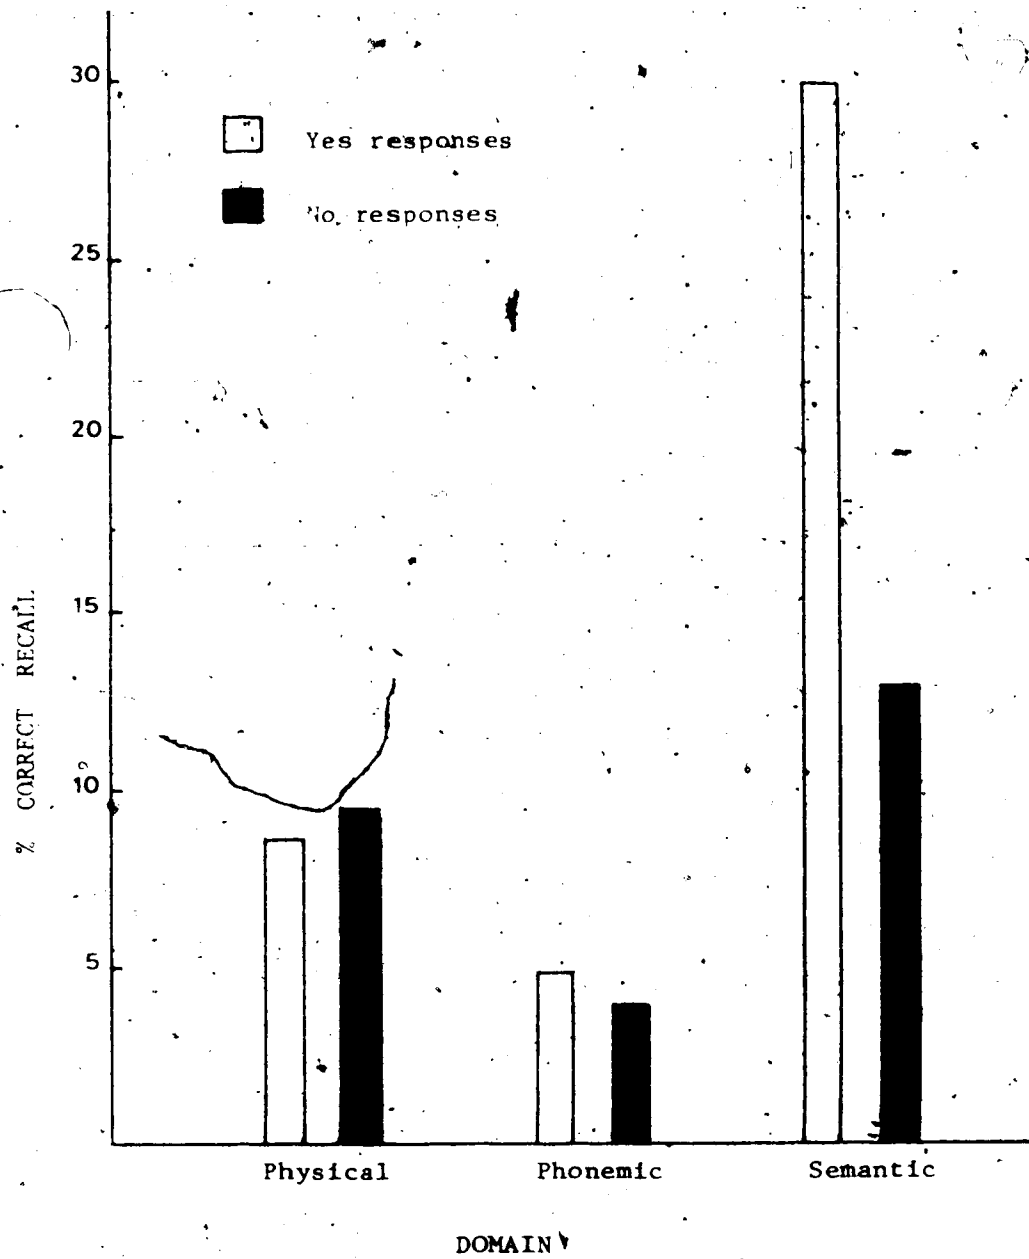 30
Yes responses
No responses
25
20
15
10
5
% CORRECT RECALL
Physical Phonemic Semantic
DOMAIN